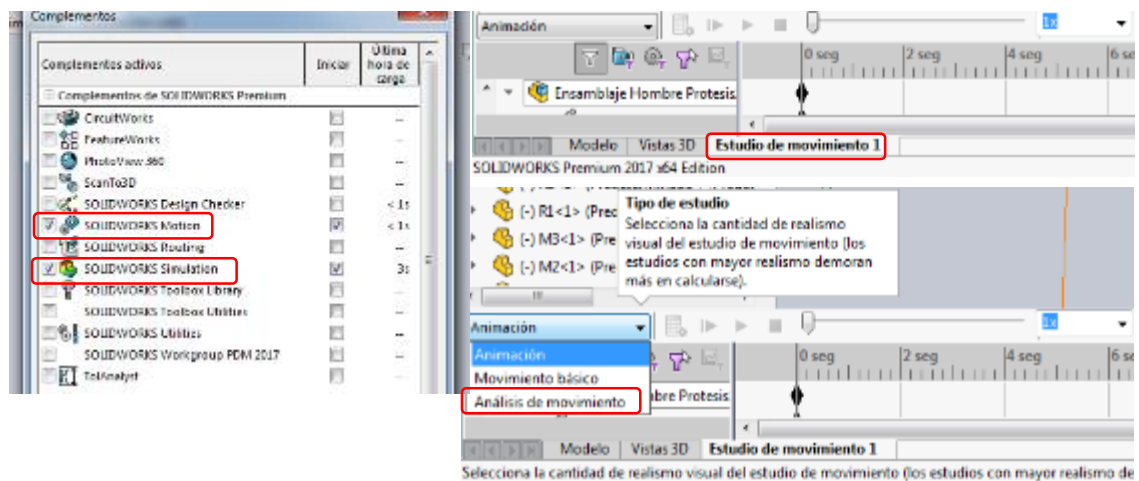 Complementos
Complementos activos
Iniciar
Última
hora de
carga
Complementos de SOLIDWORKS Premium
CircuitWorks
FeatureWorks
PhotoView 360
ScanTo3D
SOLIDWORKS Design Checker
< 1s
SOLIDWORKS Motion
< 1s
SOLIDWORKS Routing
SOLIDWORKS Simulation
3s
SOLIDWORKS Toolbox Library
SOLIDWORKS Toolbox Utilities
SOLIDWORKS Utilities
SOLIDWORKS Workgroup PDM 2017
TolAnalyst
Animación
1x
0 seg
2 seg
4 seg
Ensamblaje Hombre Protesis
Modelo
Vistas 3D
Estudio de movimiento 1
SOLIDWORKS Premium 2017 x64 Edition
(-) R1<1> (Prec
(-) M3<1> (Pre
(-) M2<1> (Pre
Tipo de estudio
Selecciona la cantidad de realismo
visual del estudio de movimiento (los
estudios con mayor realismo demoran
más en calcularse).
Animación
1x
Animación
Movimiento básico
Análisis de movimiento
0 seg
2 seg
4 seg
bre Protesis
Modelo
Vistas 3D
Estudio de movimiento 1
Selecciona la cantidad de realismo visual del estudio de movimiento (los estudios con mayor realismo de